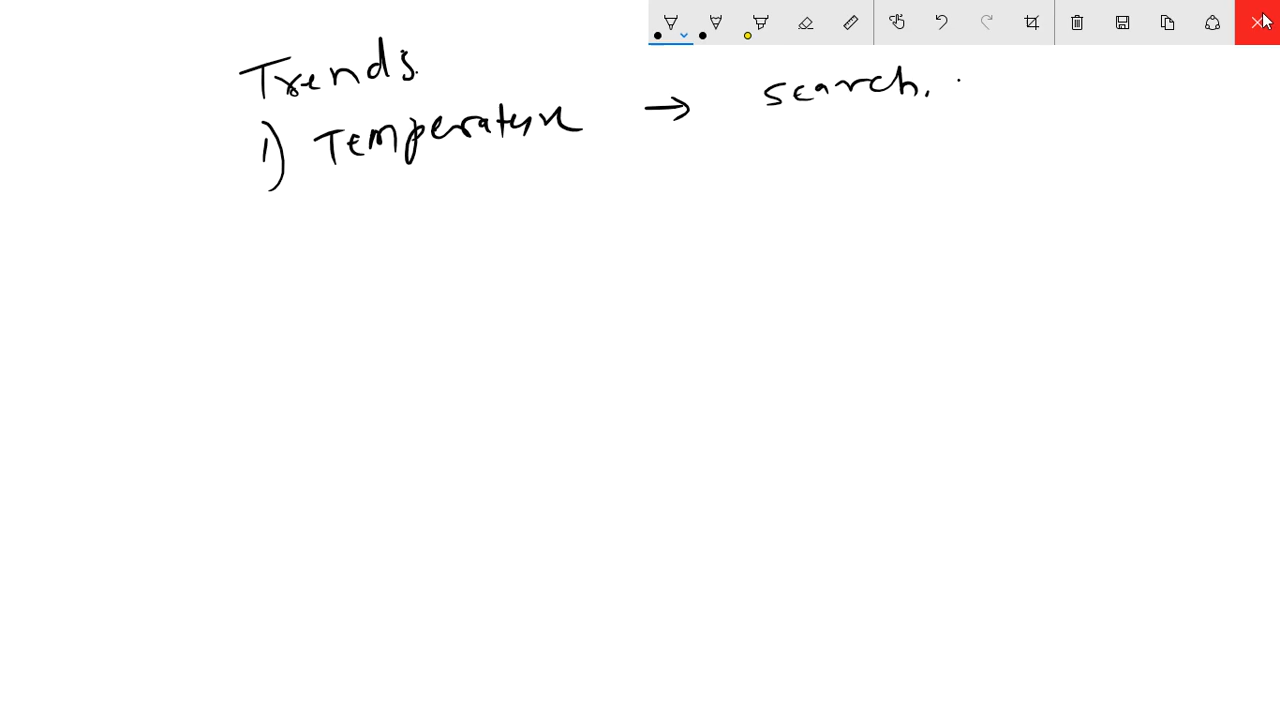 Trends.
1) Temperature → search.